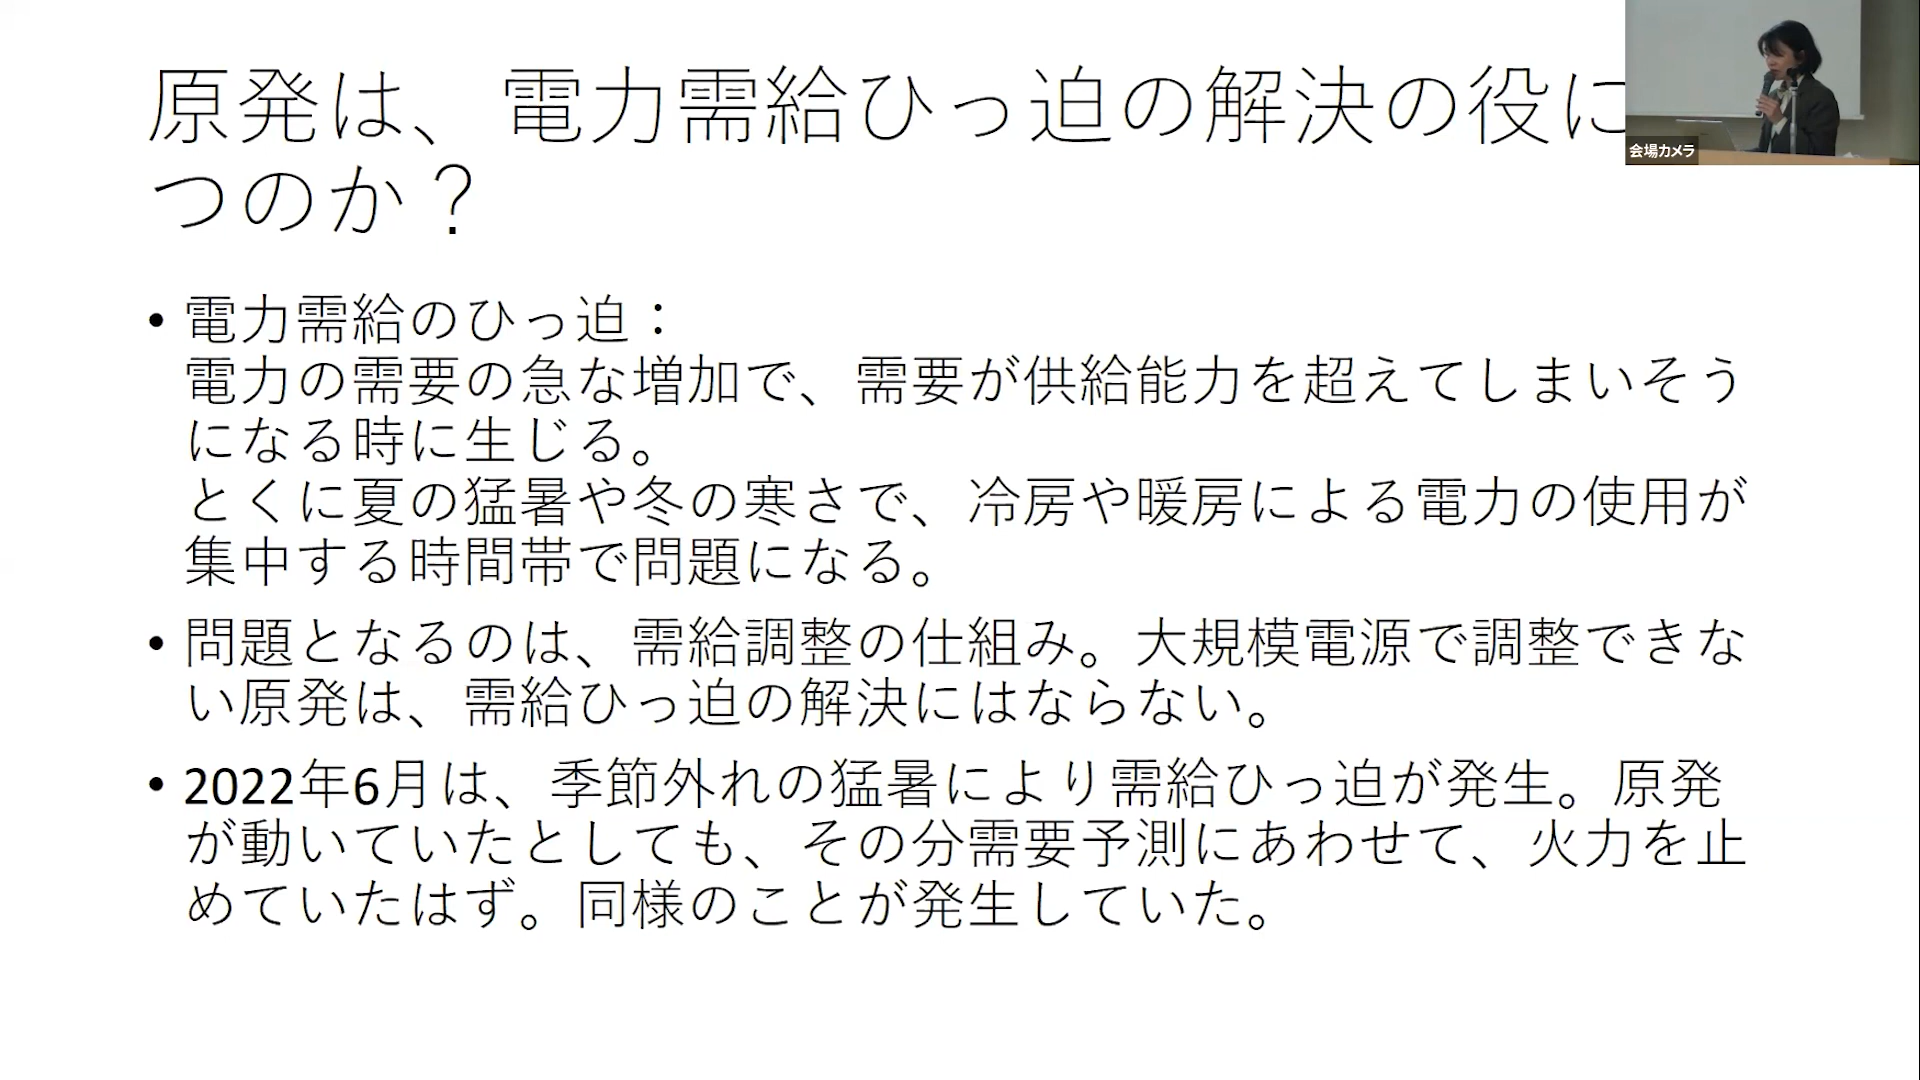 原発は、電力需給ひっ迫の解決の役に
つのか？
会場カメラ
• 電力需給のひっ迫：
電力の需要の急な増加で、需要が供給能力を超えてしまいそう
になる時に生じる。
とくに夏の猛暑や冬の寒さで、冷房や暖房による電力の使用が
集中する時間帯で問題になる。
• 問題となるのは、需給調整の仕組み。大規模電源で調整できな
い原発は、需給ひっ迫の解決にはならない。
• 2022年6月は、季節外れの猛暑により需給ひっ迫が発生。原発
が動いていたとしても、その分需要予測にあわせて、火力を止
めていたはず。同様のことが発生していた。